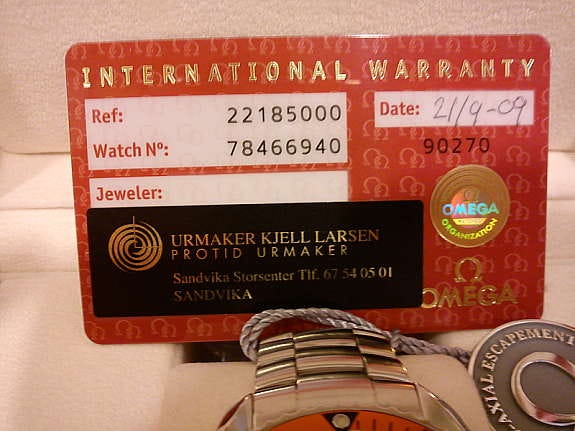 INTERNATIONAL WARRANTY
Ref: 22185000
Date: 21/9-09
Watch Nº: 78466940
90270
Jeweler:
OMEGA
ORGANIZATION
URMAKER KJELL LARSEN
PROTID URMAKER
Sandvika Storsenter Tlf. 67 54 05 01
SANDVIKA
OMEGA
AXIAL ESCAPEMENT